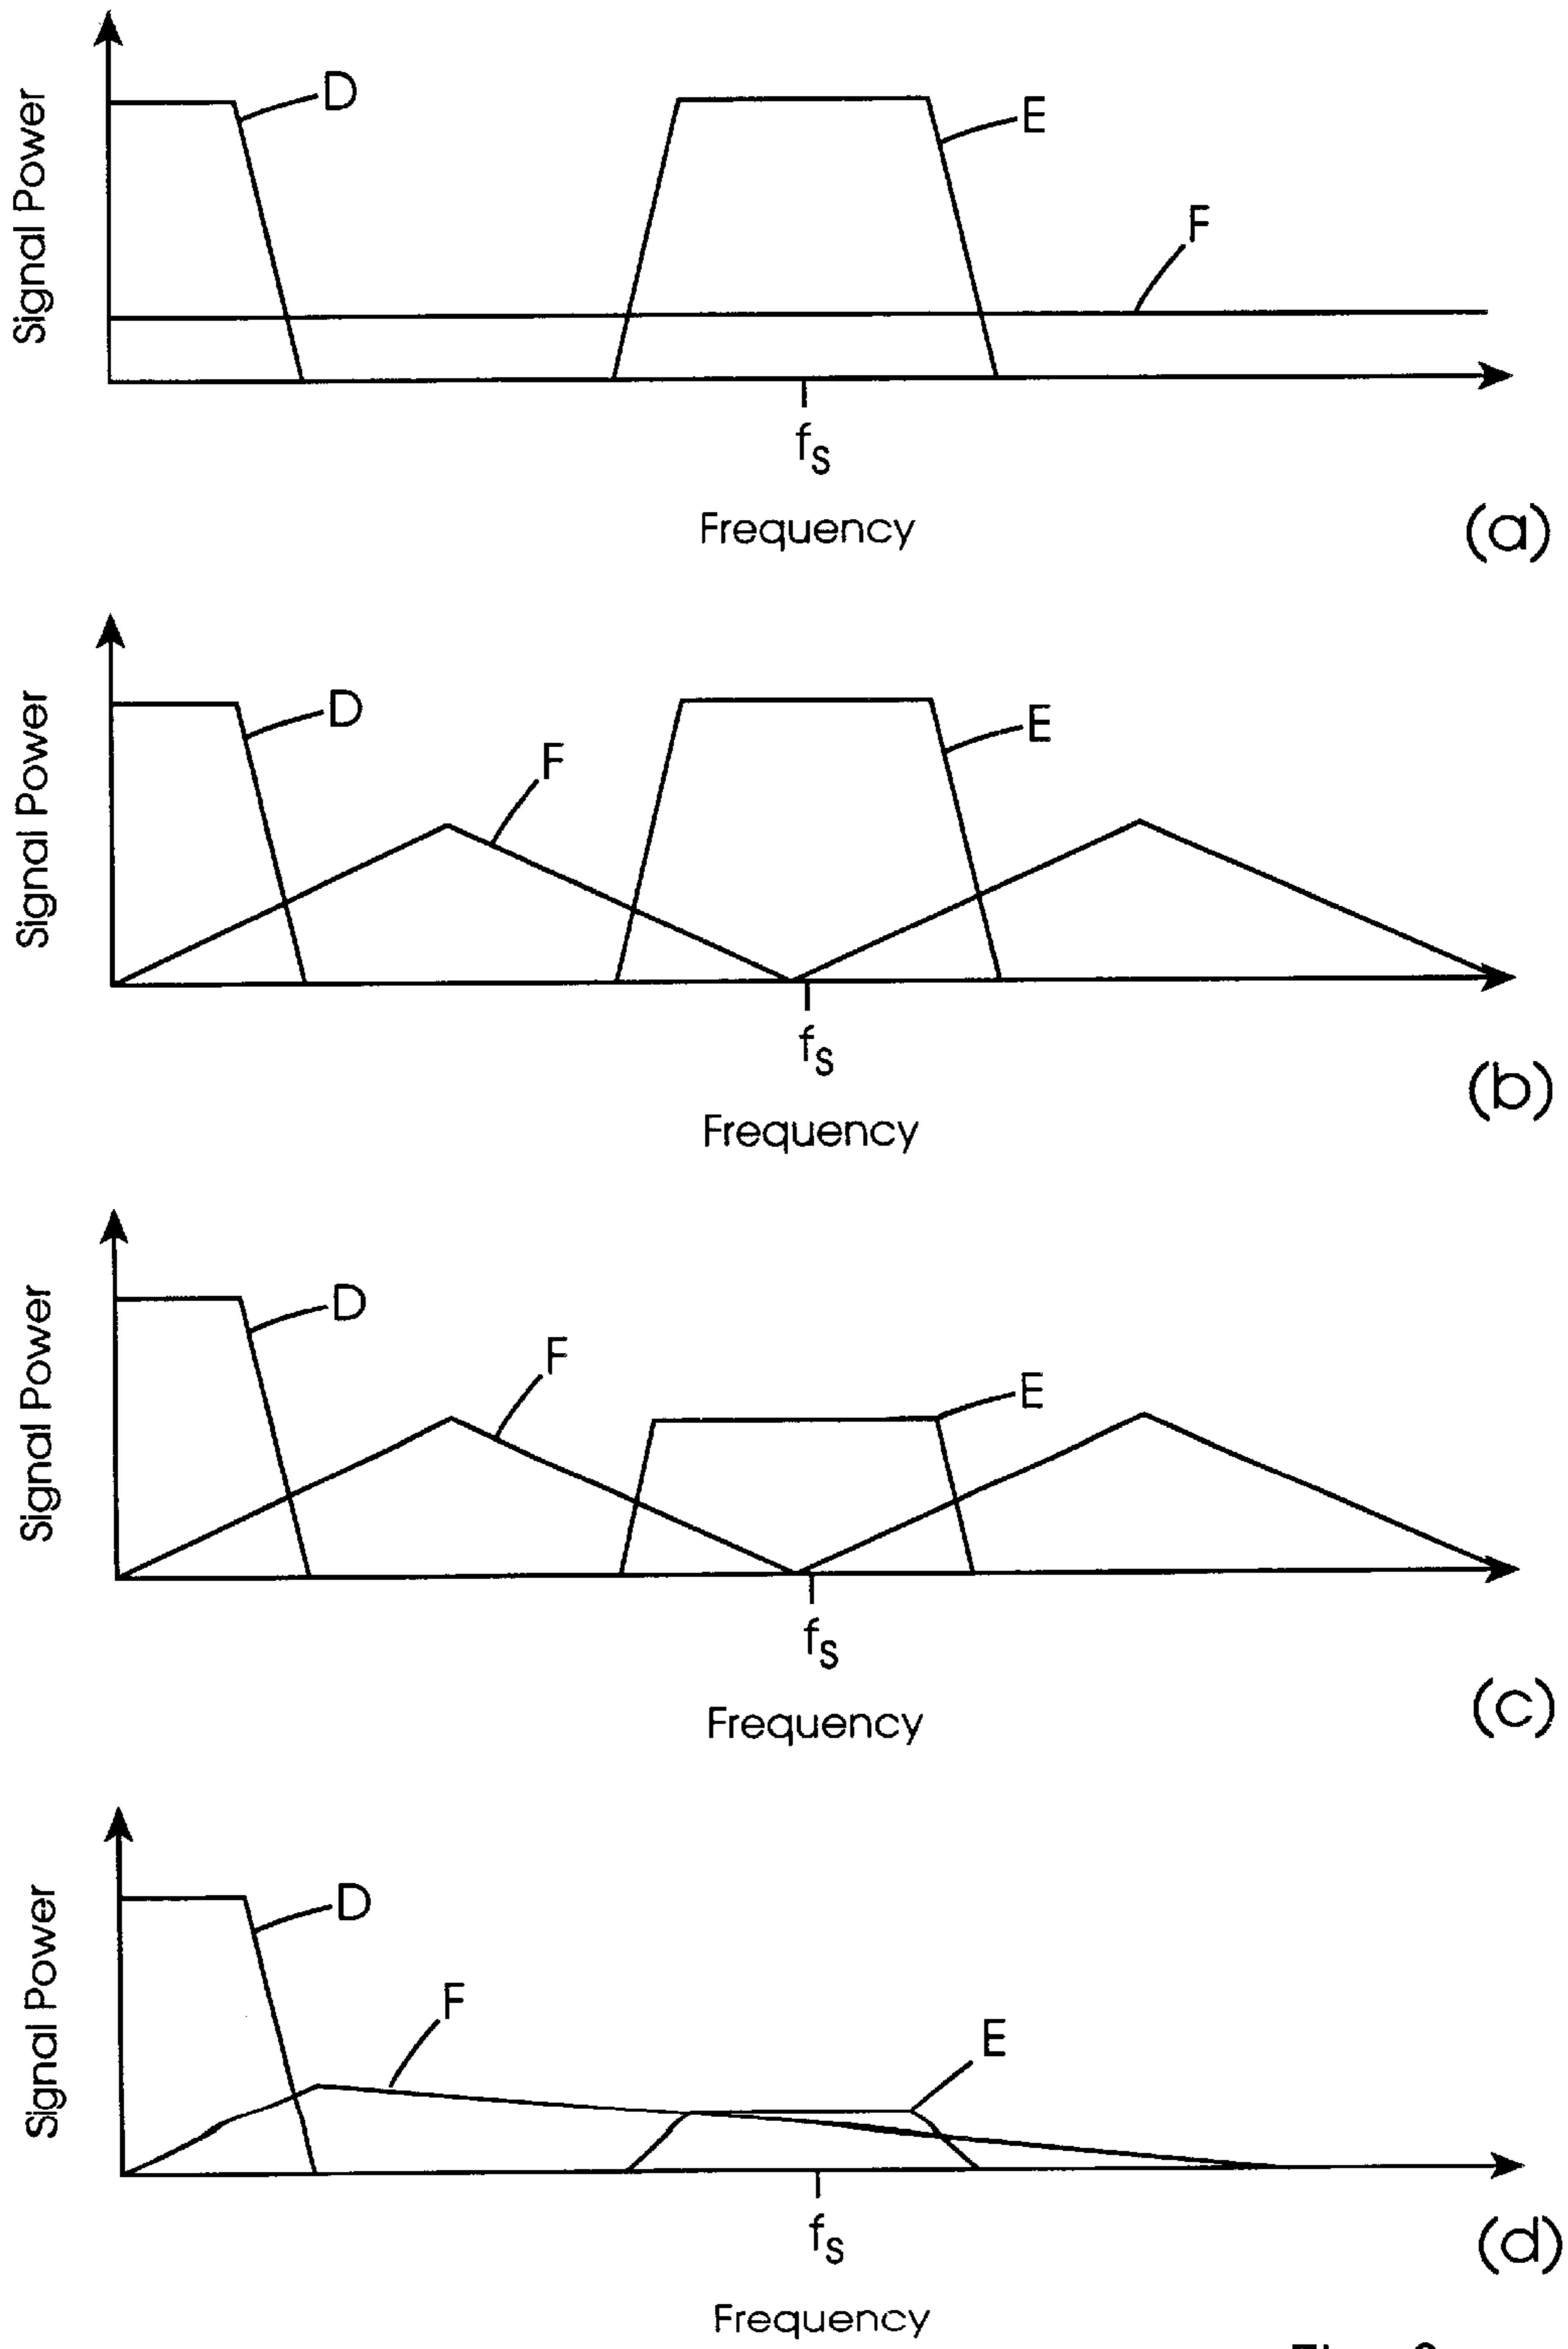 D
E
F
Signal Power
fS
Frequency
(a)
D
E
F
Signal Power
fS
Frequency
(b)
D
F
E
Signal Power
fS
Frequency
(c)
D
F
E
Signal Power
fS
Frequency
(d)